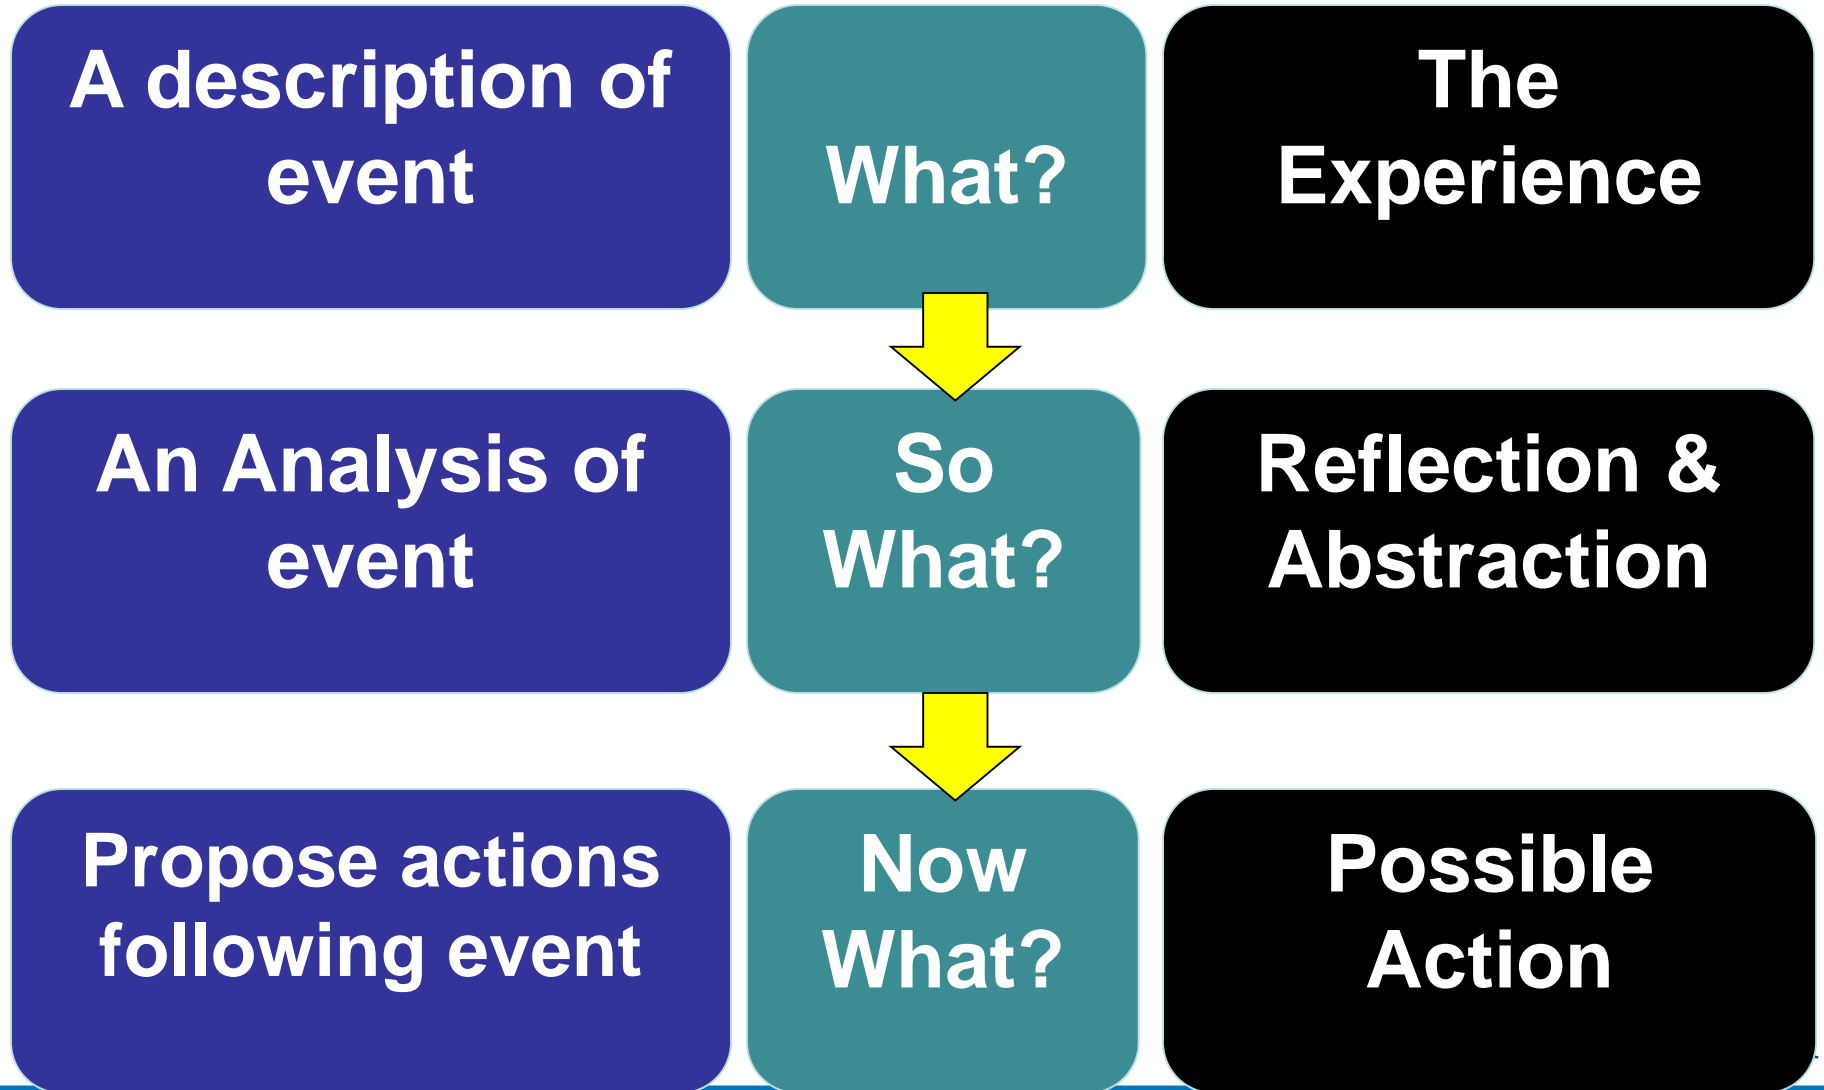 A description of
event
What?
The
Experience
An Analysis of
event
So
What?
Reflection &
Abstraction
Propose actions
following event
Now
What?
Possible
Action